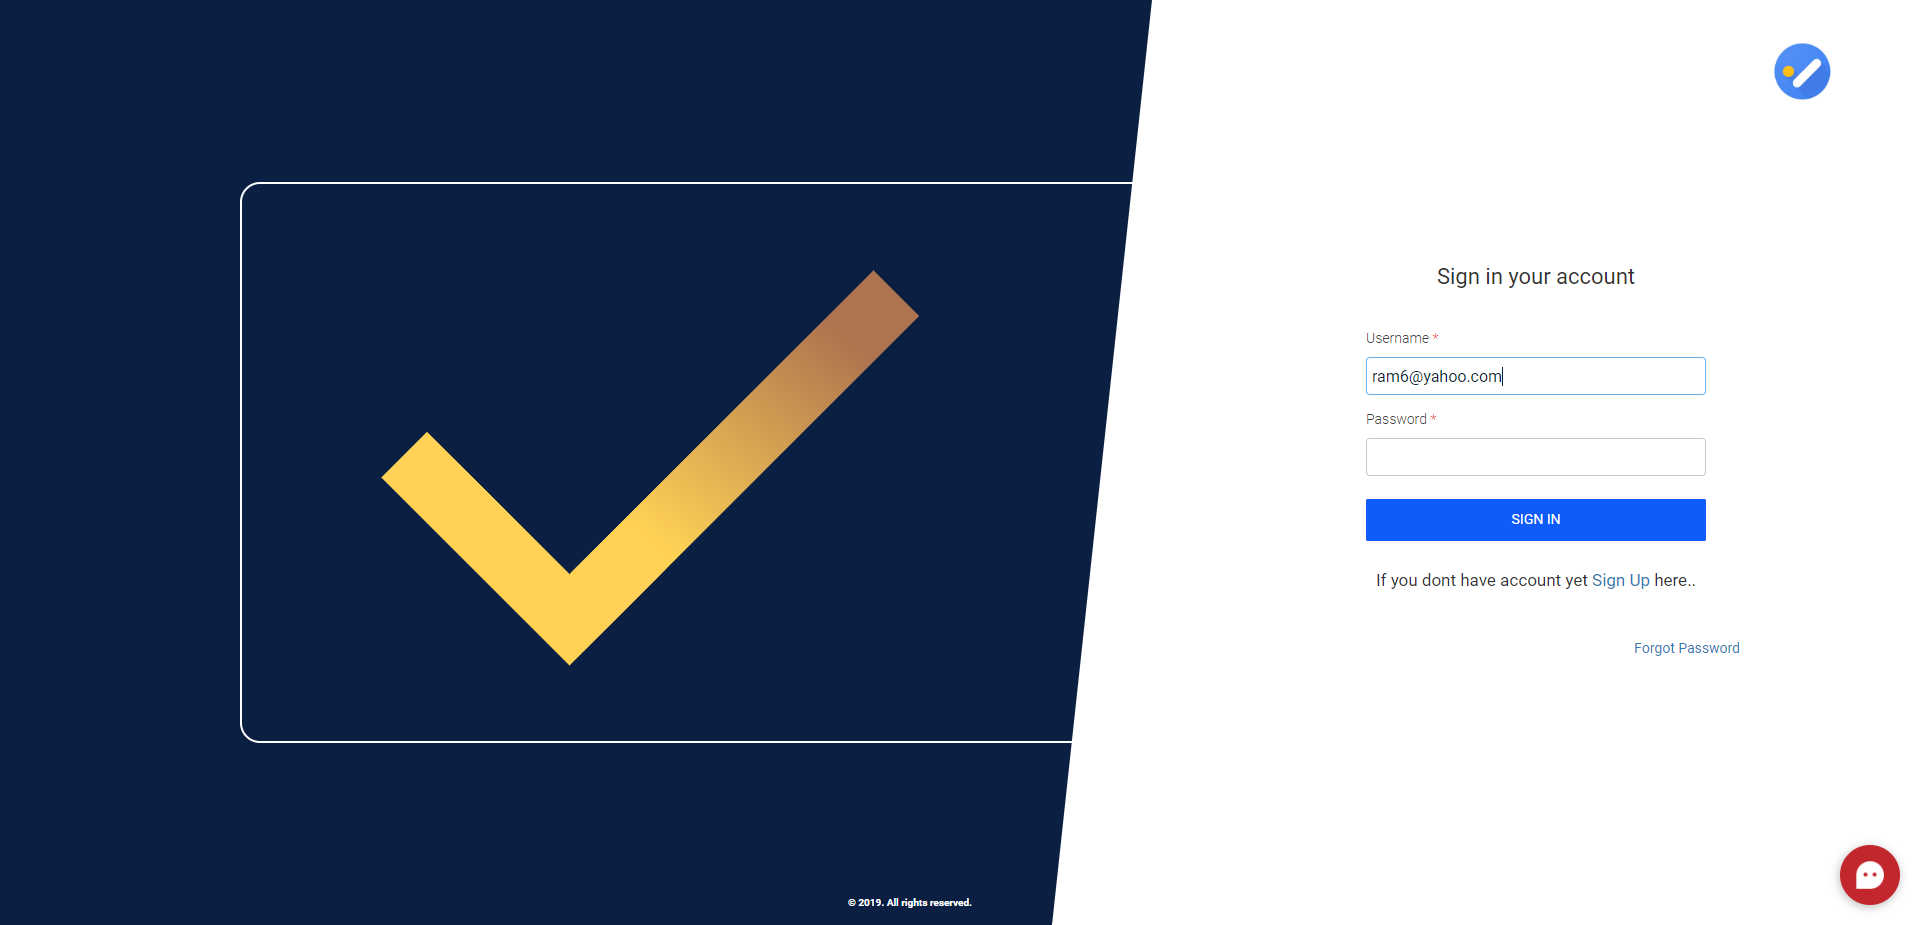 Sign in your account
Username *
ram6@yahoo.com
Password *
SIGN IN
If you dont have account yet Sign Up here..
Forgot Password
© 2019. All rights reserved.